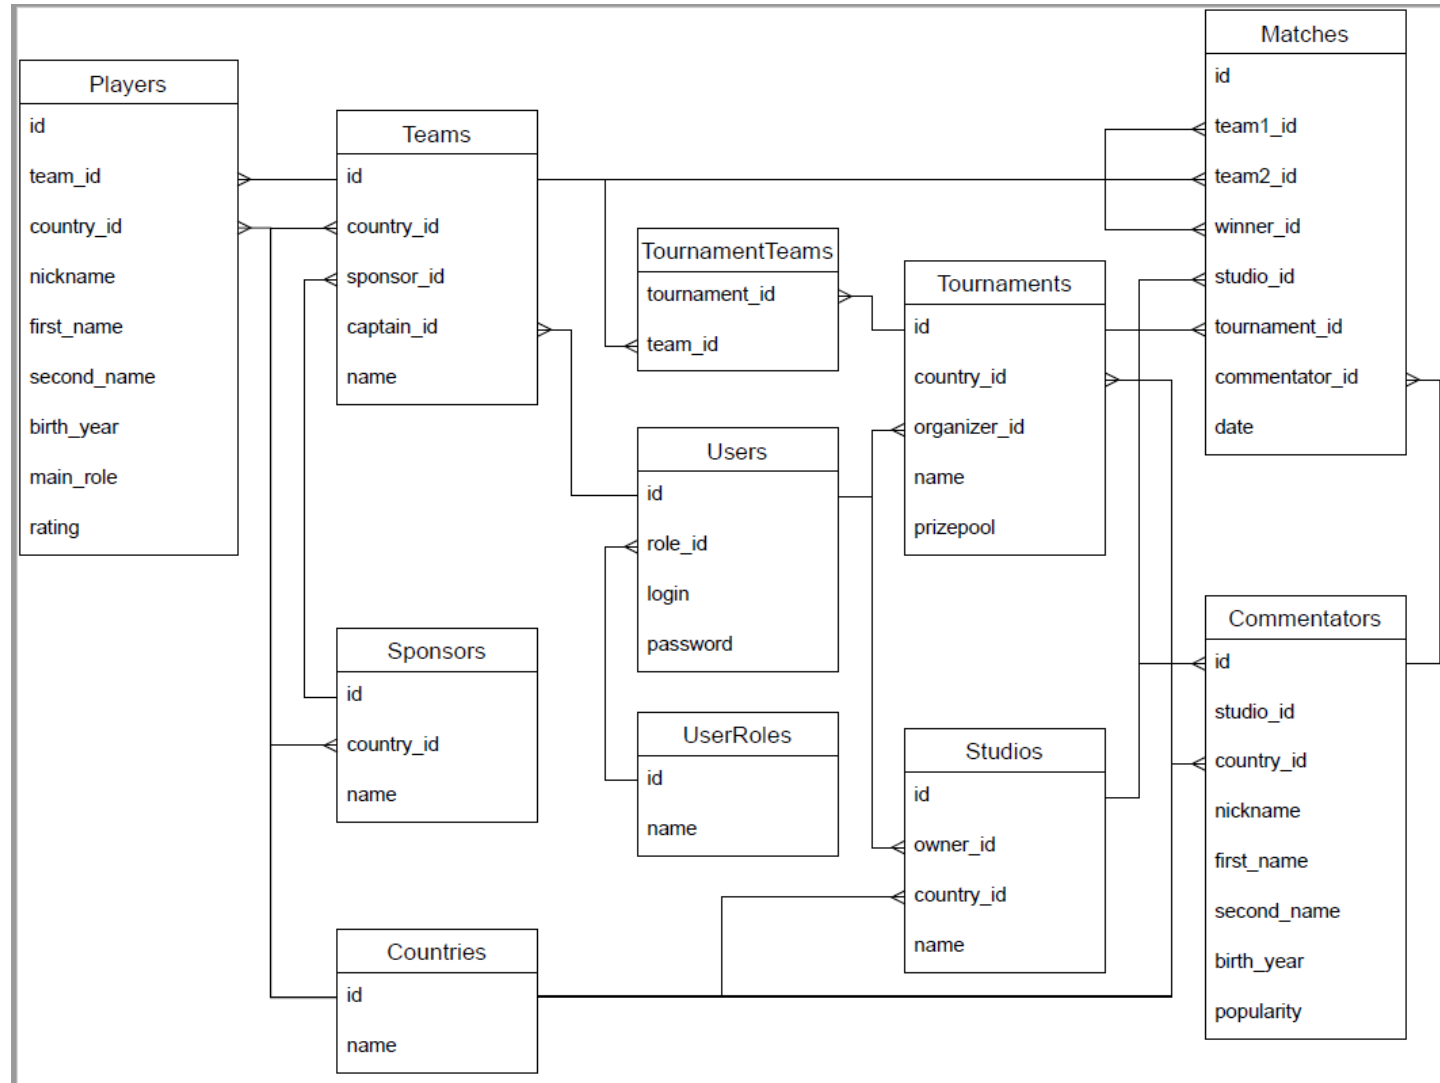 Players
id
team_id
country_id
nickname
first_name
second_name
birth_year
main_role
rating
Teams
id
country_id
sponsor_id
captain_id
name
Sponsors
id
country_id
name
Countries
id
name
TournamentTeams
tournament_id
team_id
Users
id
role_id
login
password
UserRoles
id
name
Tournaments
id
country_id
organizer_id
name
prizepool
Studios
id
owner_id
country_id
name
Matches
id
team1_id
team2_id
winner_id
studio_id
tournament_id
commentator_id
date
Commentators
id
studio_id
country_id
nickname
first_name
second_name
birth_year
popularity